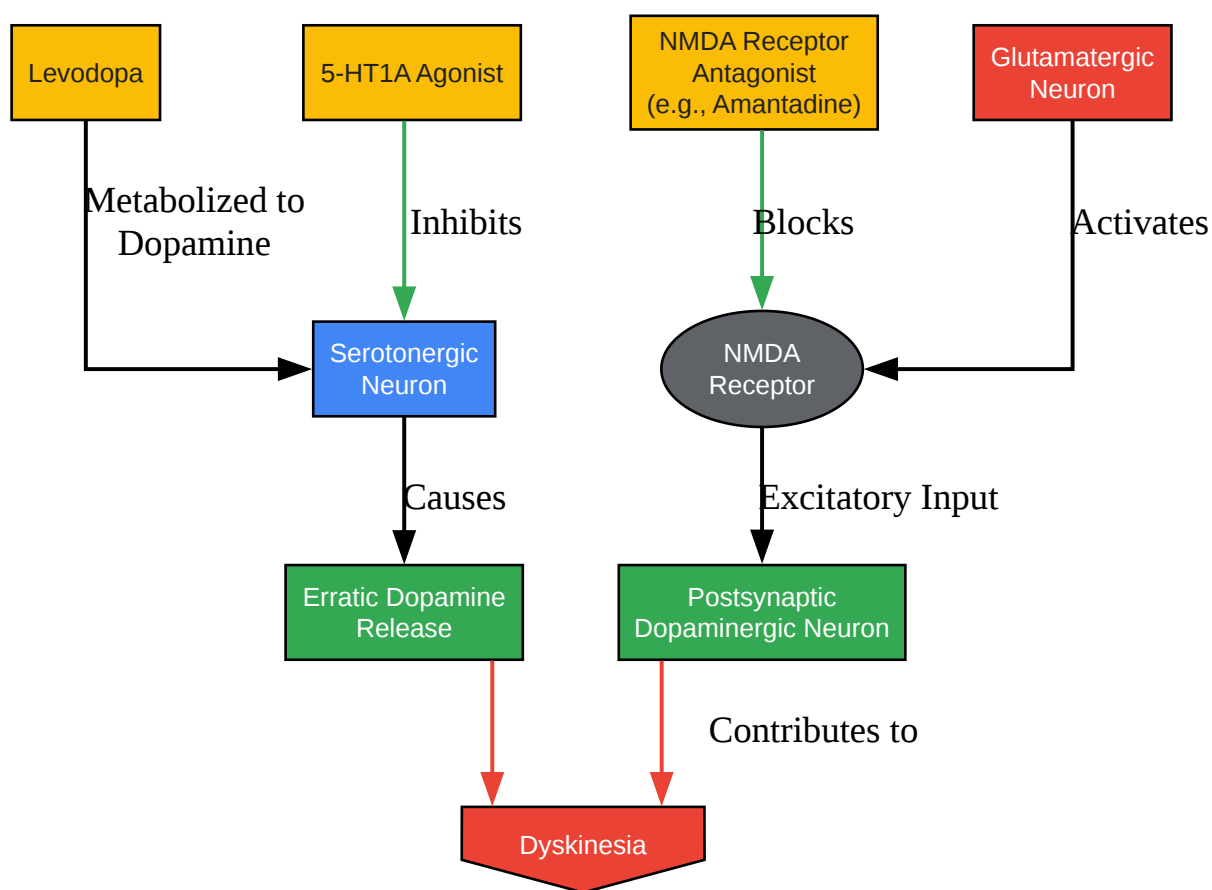 Levodopa
5-HT1A Agonist
NMDA Receptor
Antagonist
(e.g., Amantadine)
Glutamatergic
Neuron
Metabolized to
Dopamine
Inhibits
Blocks
Activates
Serotonergic
Neuron
NMDA
Receptor
Causes
Excitatory Input
Erratic Dopamine
Release
Postsynaptic
Dopaminergic Neuron
Contributes to
Dyskinesia